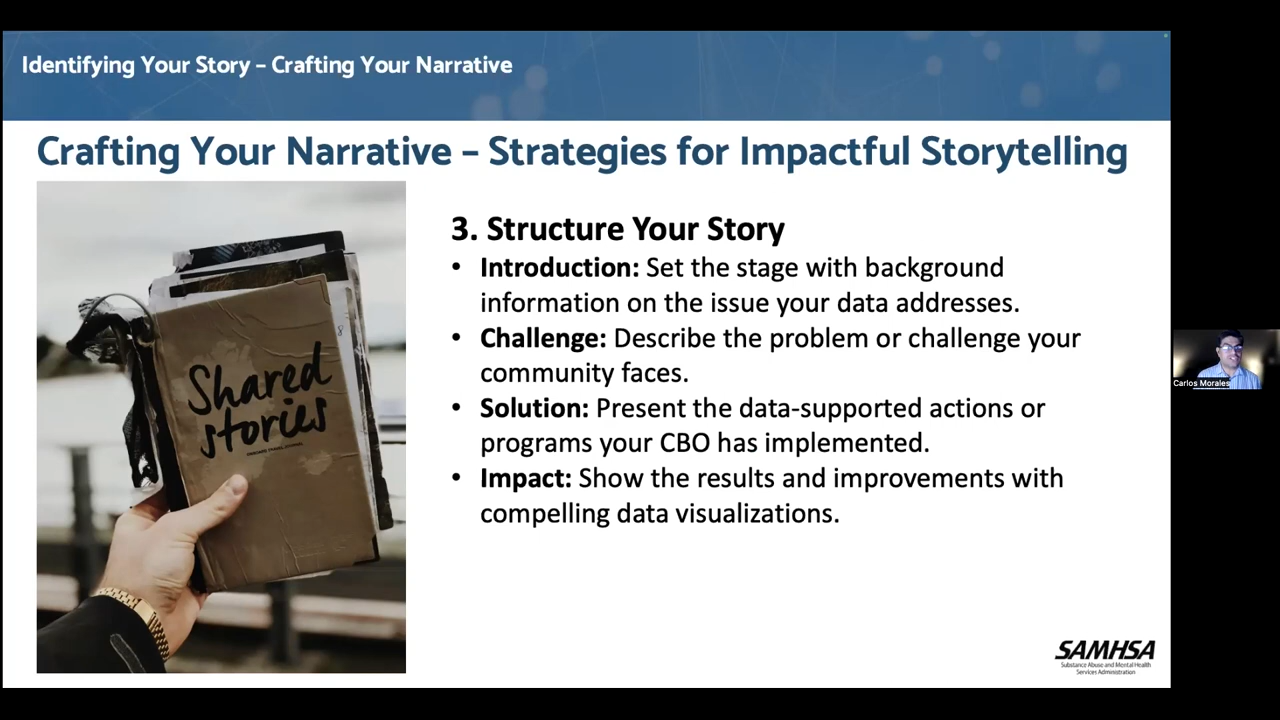 Identifying Your Story – Crafting Your Narrative
Crafting Your Narrative – Strategies for Impactful Storytelling
Shared
stories
3. Structure Your Story
• Introduction: Set the stage with background
information on the issue your data addresses.
• Challenge: Describe the problem or challenge your
community faces.
• Solution: Present the data-supported actions or
programs your CBO has implemented.
• Impact: Show the results and improvements with
compelling data visualizations.
Carlos Morales
SAMHSA
Substance Abuse and Mental Health
Services Administration